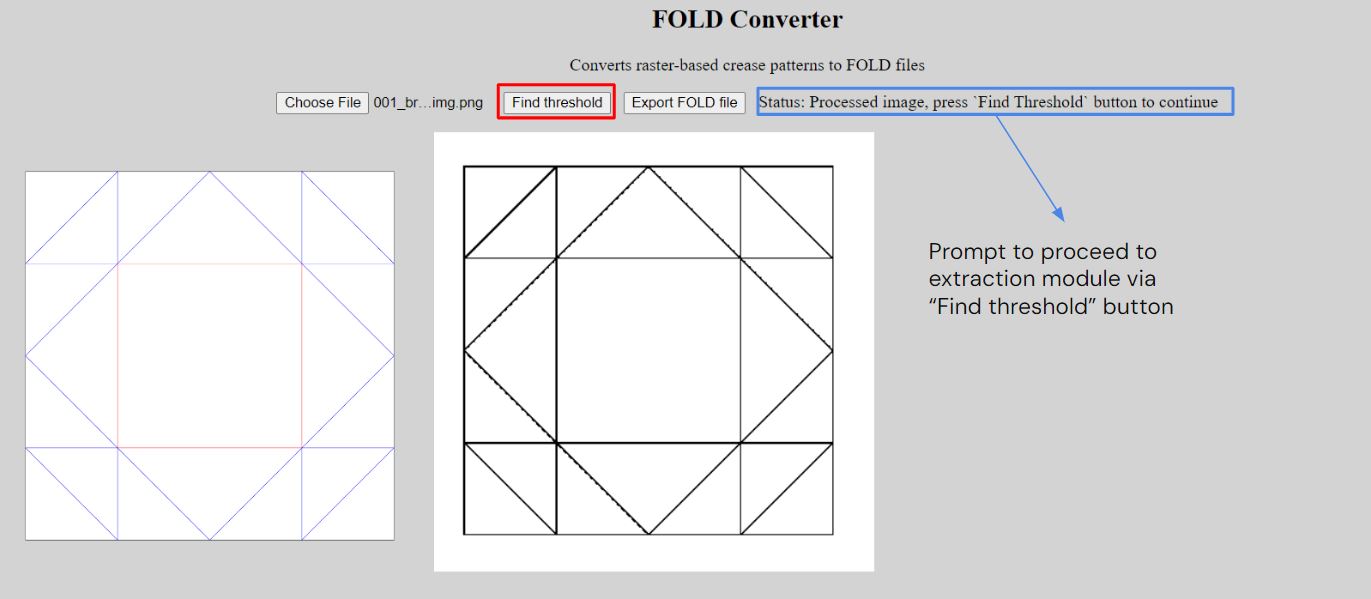 FOLD Converter
Converts raster-based crease patterns to FOLD files
Choose File 001_br...img.png Find threshold Export FOLD file Status: Processed image, press `Find Threshold` button to continue
Prompt to proceed to
extraction module via
“Find threshold” button